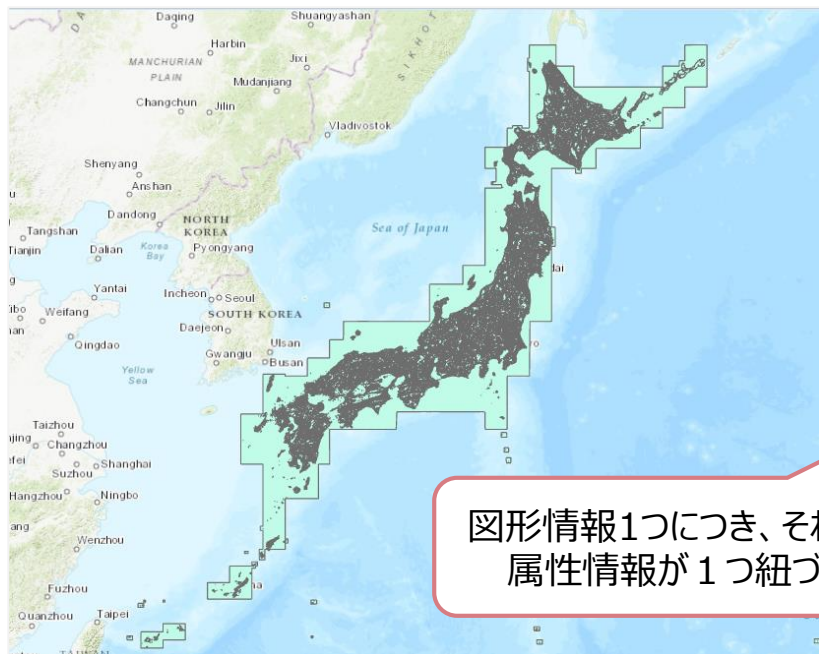 Daqing
Shuangyashan
Harbin
Jixi
MANCHURIAN
PLAIN
SIKHOT
Mudanjiang
Changchun
Jilin
Vladivostok
Shenyang
Anshan
Dandong
NORTH
KOREA
Sea of Japan
Tangshan
Tianjin
Dalian
Korea
Bay
Pyongyang
Yantai
Incheon
Seoul
SOUTH KOREA
Weifang
Daejeon
Qingdao
Ulsan
Gwangju
Busan
Yellow
Sea
Taizhou
Changzhou
Suzhou
Shanghai
Hangzhou
Ningbo
Wenzhou
Fuzhou
Quanzhou
Taipei
TAIWAN
図形情報1つにつき、それ
属性情報が１つ紐づ